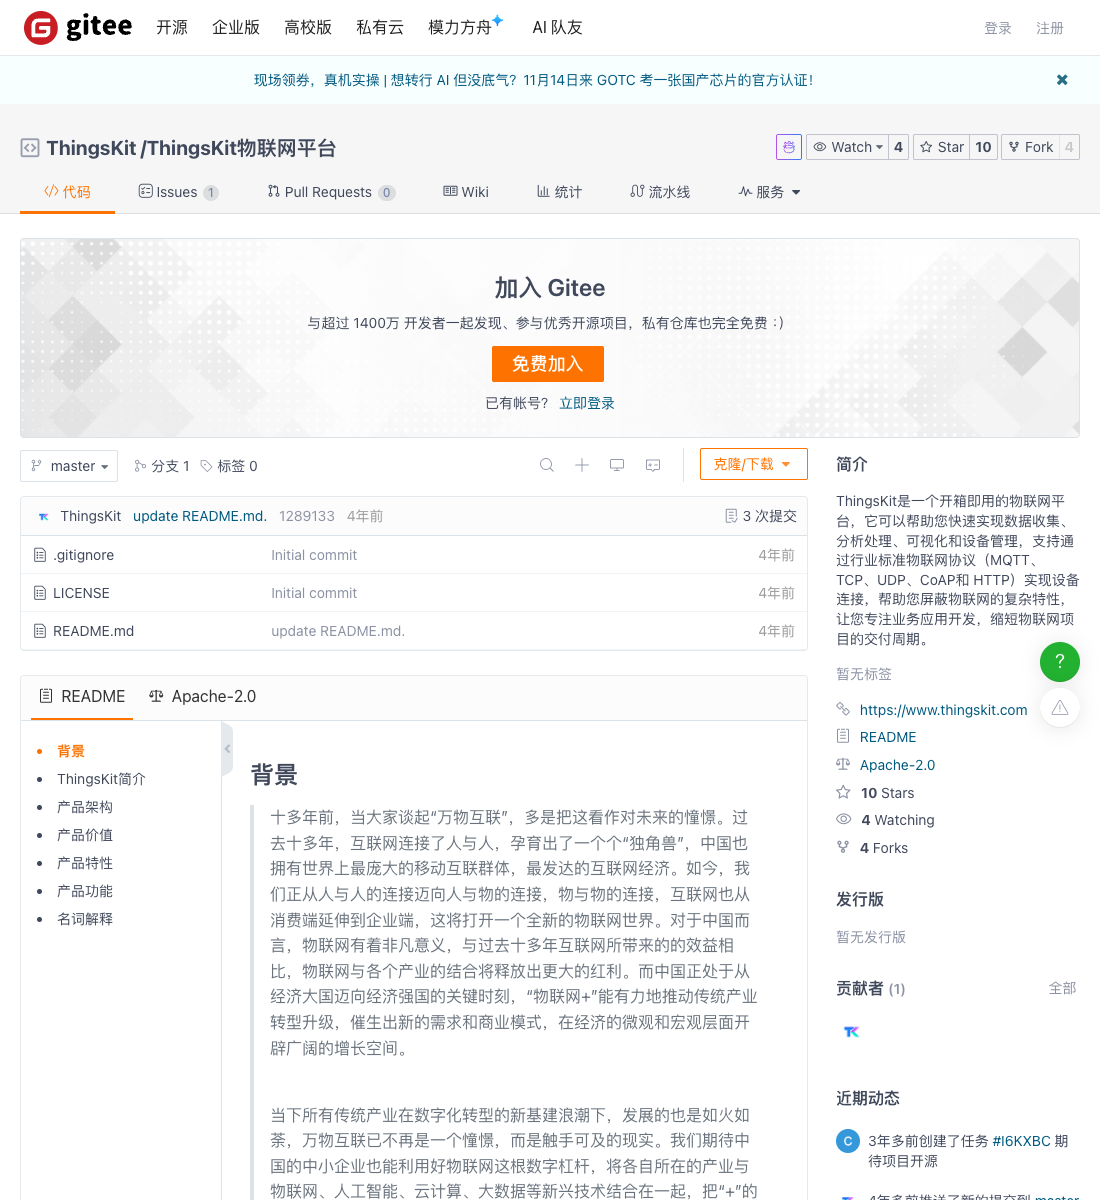 gitee 开源 企业版 高校版 私有云 模力方舟 AI 队友 登录 注册
现场领券，真机实操 | 想转行 AI 但没底气？11月14日来 GOTC 考一张国产芯片的官方认证！
ThingsKit /ThingsKit物联网平台
Watch 4 Star 10 Fork 4
代码 Issues 1 Pull Requests 0 Wiki 统计 流水线 服务
加入 Gitee
与超过 1400万 开发者一起发现、参与优秀开源项目，私有仓库也完全免费 :)
免费加入
已有帐号？ 立即登录
master 分支 1 标签 0 克隆/下载
ThingsKit update README.md. 1289133 4年前 3 次提交
.gitignore Initial commit 4年前
LICENSE Initial commit 4年前
README.md update README.md. 4年前
README Apache-2.0
背景
ThingsKit简介
产品架构
产品价值
产品特性
产品功能
名词解释
背景
十多年前，当大家谈起“万物互联”，多是把这看作对未来的憧憬。过
去十多年，互联网连接了人与人，孕育出了一个个“独角兽”，中国也
拥有世界上最庞大的移动互联群体，最发达的互联网经济。如今，我
们正从人与人的连接迈向人与物的连接，物与物的连接，互联网也从
消费端延伸到企业端，这将打开一个全新的物联网世界。对于中国而
言，物联网有着非凡意义，与过去十多年互联网所带来的的效益相
比，物联网与各个产业的结合将释放出更大的红利。而中国正处于从
经济大国迈向经济强国的关键时刻，“物联网+”能有力地推动传统产业
转型升级，催生出新的需求和商业模式，在经济的微观和宏观层面开
辟广阔的增长空间。
当下所有传统产业在数字化转型的新基建浪潮下，发展的也是如火如
荼，万物互联已不再是一个憧憬，而是触手可及的现实。我们期待中
国的中小企业也能利用好物联网这根数字杠杆，将各自所在的产业与
物联网、人工智能、云计算、大数据等新兴技术结合在一起，把“+”的
简介
ThingsKit是一个开箱即用的物联网平
台，它可以帮助您快速实现数据收集、
分析处理、可视化和设备管理，支持通
过行业标准物联网协议（MQTT、
TCP、UDP、CoAP和 HTTP）实现设备
连接，帮助您屏蔽物联网的复杂特性，
让您专注业务应用开发，缩短物联网项
目的交付周期。
暂无标签
https://www.thingskit.com
README
Apache-2.0
10 Stars
4 Watching
4 Forks
发行版
暂无发行版
贡献者 (1) 全部
近期动态
C 3年多前创建了任务 #I6KXBC 期
待项目开源
4年多前推送了新的提交到 master
?